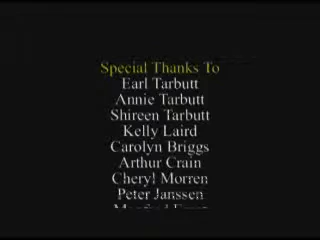 Special Thanks To
Earl Tarbutt
Annie Tarbutt
Shireen Tarbutt
Kelly Laird
Carolyn Briggs
Arthur Crain
Cheryl Morren
Peter Janssen